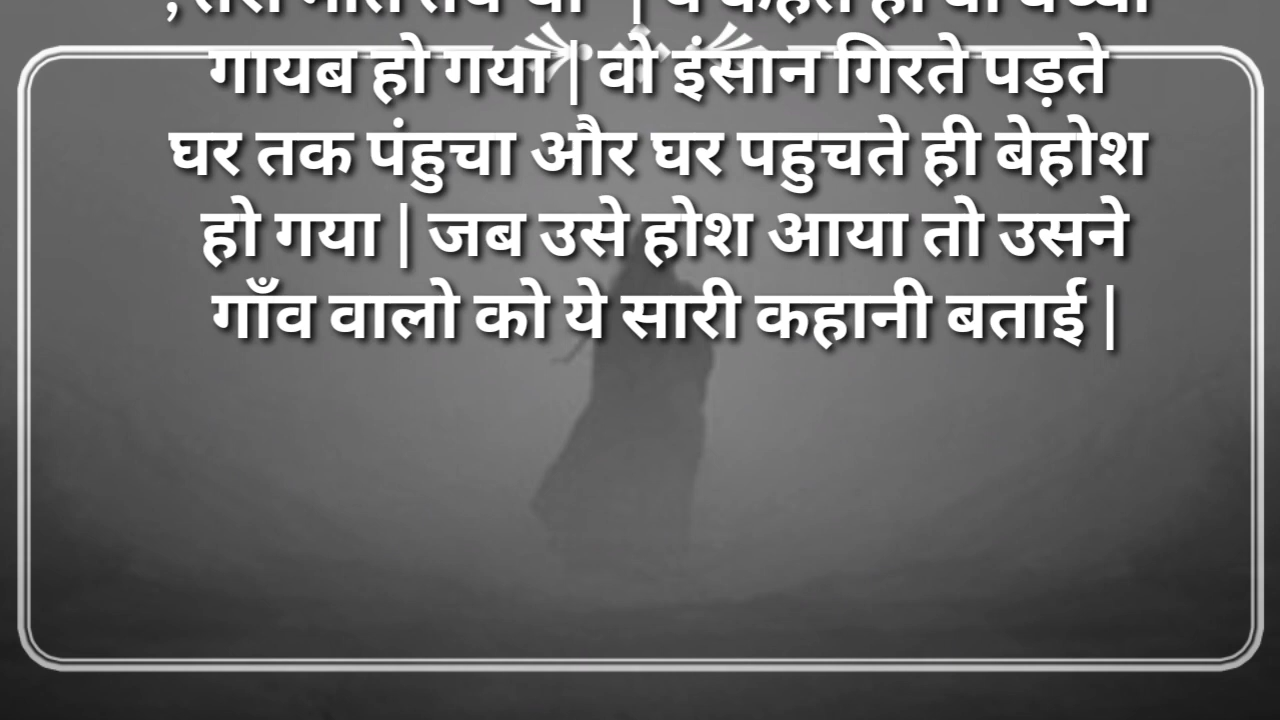 गायब हो गया | वो इंसान गिरते पड़ते
घर तक पंहुचा और घर पहुचते ही बेहोश
हो गया | जब उसे होश आया तो उसने
गाँव वालो को ये सारी कहानी बताई |